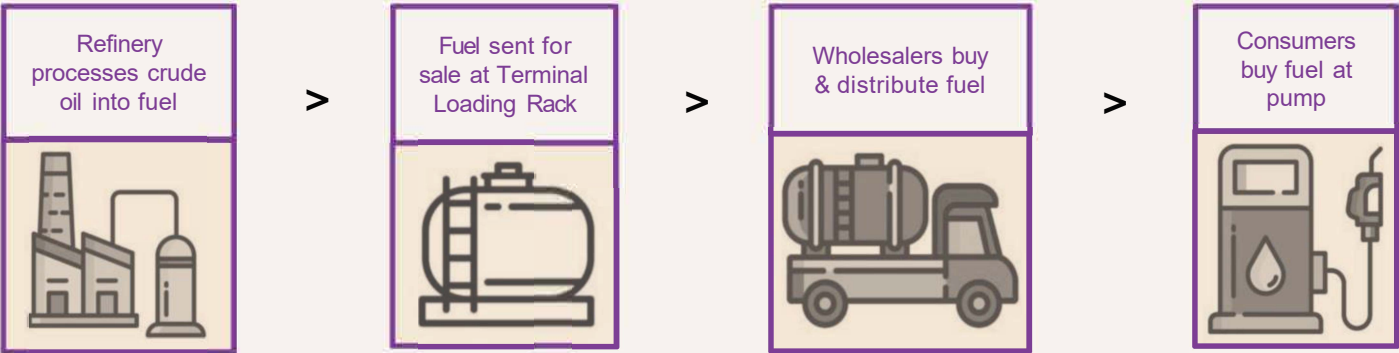 Refinery
processes crude
oil into fuel
>
Fuel sent for
sale at Terminal
Loading Rack
>
Wholesalers buy
& distribute fuel
>
Consumers
buy fuel at
pump